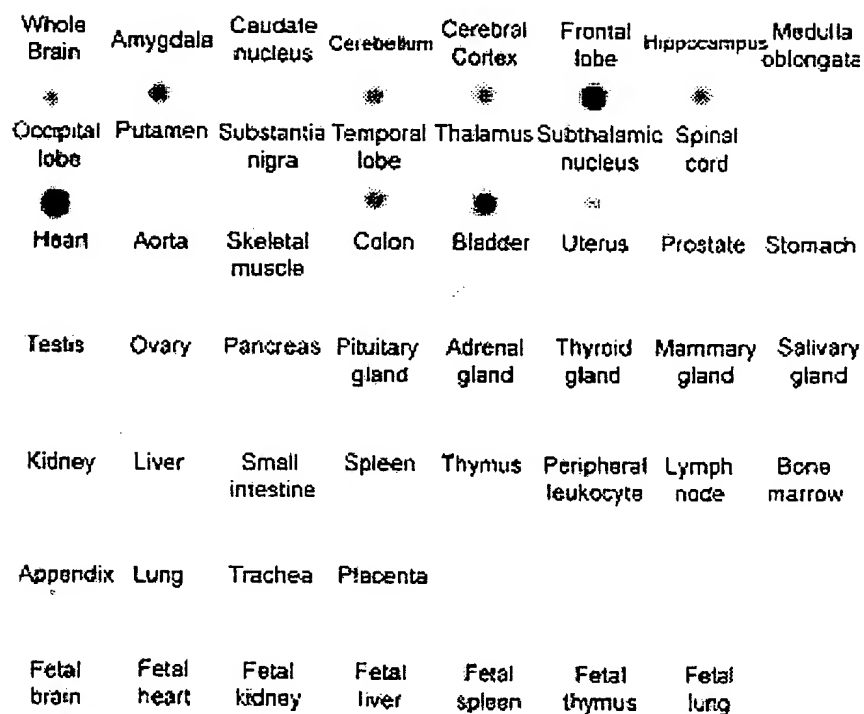 Whole Brain Amygdala Caudate nucleus Cerebellum Cerebral Cortex Frontal lobe Hippocampus Medulla oblongata
Occipital lobe Putamen Substantia nigra Temporal lobe Thalamus Subthalamic nucleus Spinal cord
Heart Aorta Skeletal muscle Colon Bladder Uterus Prostate Stomach
Testis Ovary Pancreas Pituitary gland Adrenal gland Thyroid gland Mammary gland Salivary gland
Kidney Liver Small intestine Spleen Thymus Peripheral leukocyte Lymph node Bone marrow
Appendix Lung Trachea Placenta
Fetal brain Fetal heart Fetal kidney Fetal liver Fetal spleen Fetal thymus Fetal lung